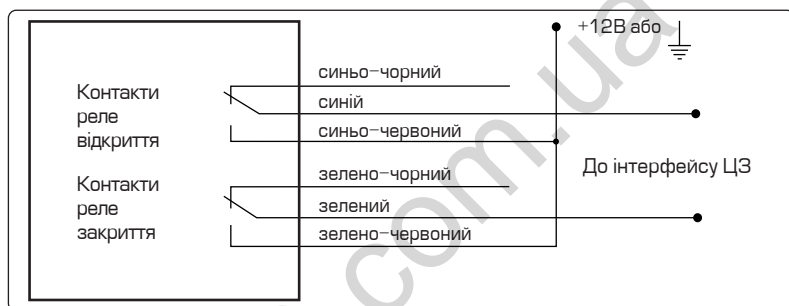 +12В або
синьо-чорний
Контакти
реле
відкриття
синій
синьо-червоний
зелено-чорний
До інтерфейсу ЦЗ
Контакти
реле
закриття
зелений
зелено-червоний
com.ua